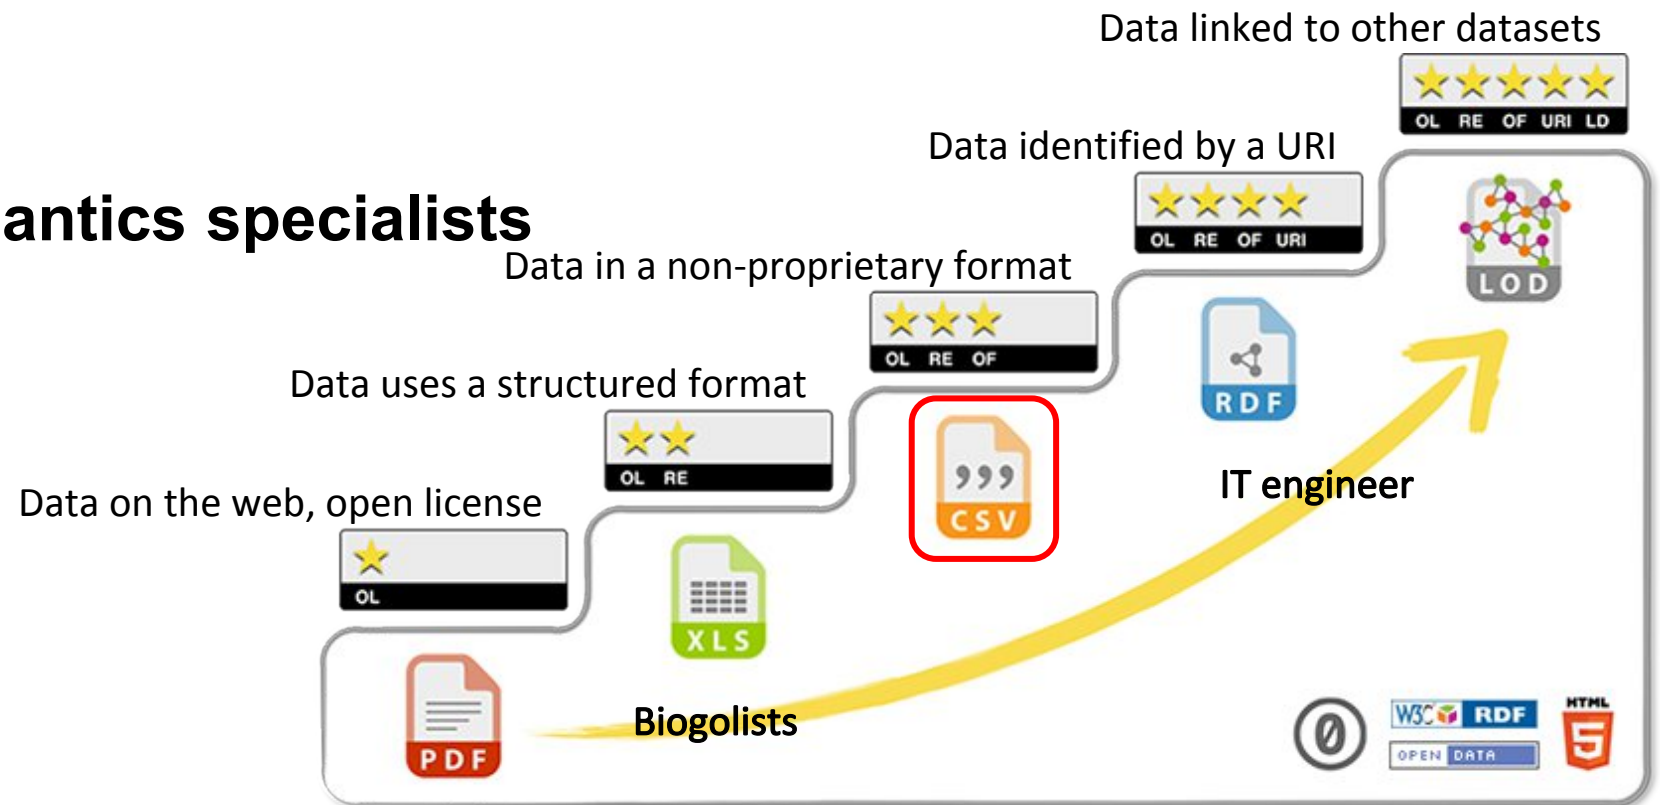 Data linked to other datasets
OL RE OF URI LD
Data identified by a URI
OL RE OF URI
antics specialists
Data in a non-proprietary format
OL RE OF
LOD
Data uses a structured format
OL RE
RDF
Data on the web, open license
OL
,,,
CSV
IT engineer
XLS
Biogolists
PDF
0
W3C RDF
OPEN DATA
HTML
5